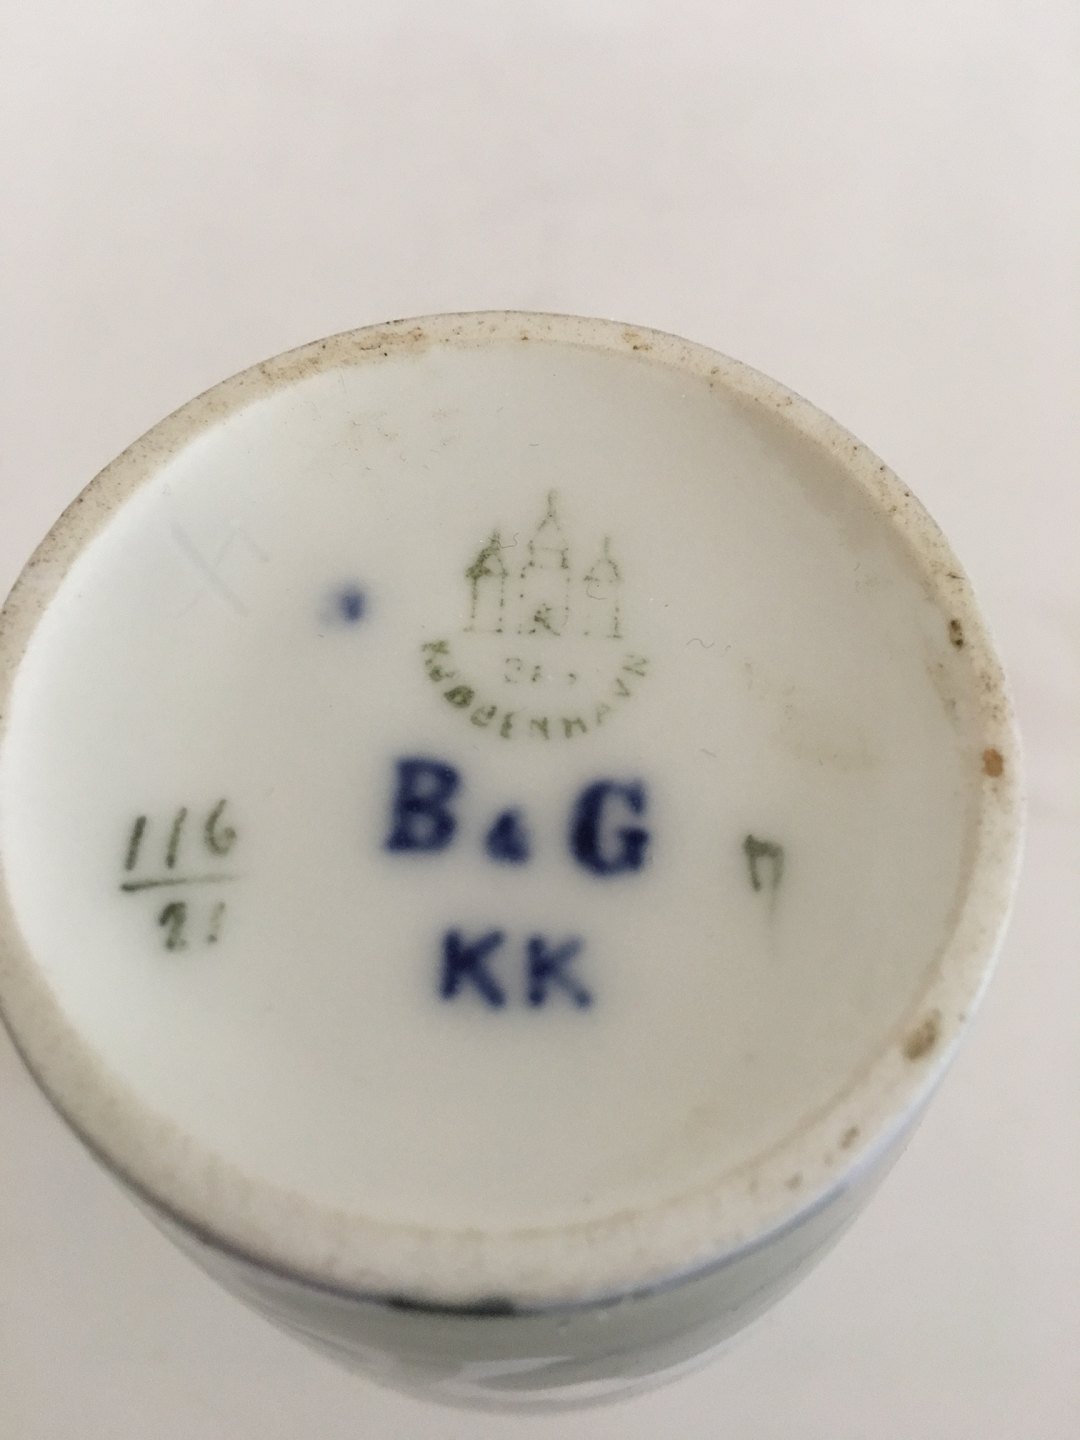 KJØBENHAVN
B & G
KK
116
21